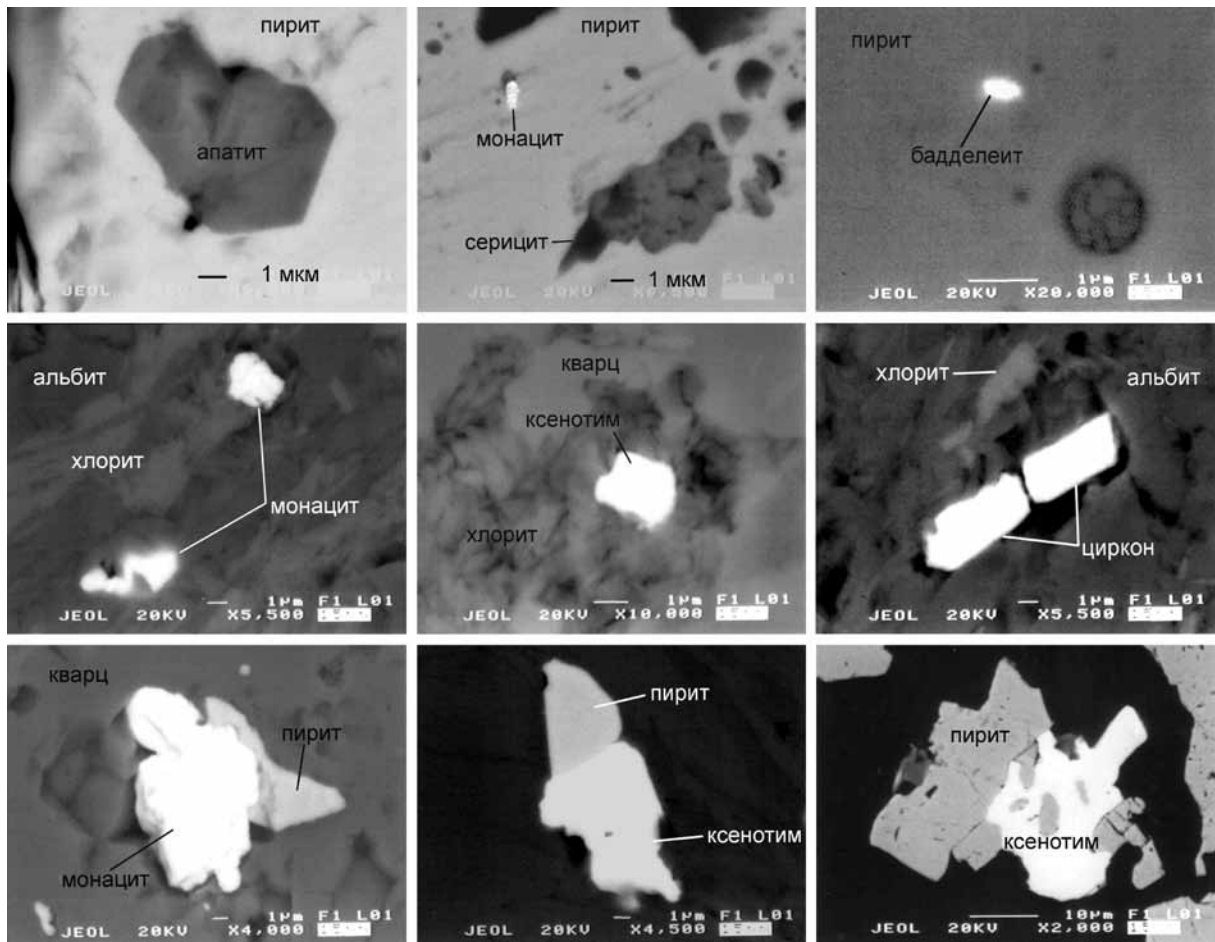 пирит
апатит
1 мкм
JEOL
пирит
монацит
серицит
1 мкм
JEOL 20KV F1 L01
пирит
бадделеит
1μm F1 L01
JEOL 20KV X20,000
альбит
хлорит
монацит
1μm F1 L01
JEOL 20KV X5,500
кварц
ксенотим
хлорит
1μm F1 L01
JEOL 20KV X10,000
хлорит
альбит
циркон
1μm F1 L01
JEOL 20KV X5,500
кварц
пирит
монацит
1μm F1 L01
JEOL 20KV X4,000
пирит
ксенотим
1μm F1 L01
JEOL 20KV X4,500
пирит
ксенотим
10μm F1 L01
JEOL 20KV X2,000